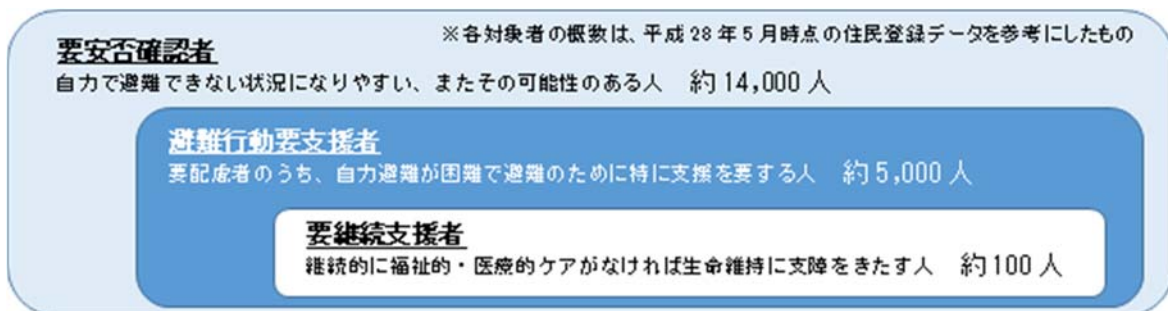 ※各対象者の概数は、平成28年5月時点の住民登録データを参考にしたもの
要安否確認者
自力で避難できない状況になりやすい、またその可能性のある人　約14,000人
避難行動要支援者
要配慮者のうち、自力避難が困難で避難のために特に支援を要する人　約5,000人
要継続支援者
継続的に福祉的・医療的ケアがなければ生命維持に支障をきたす人　約100人